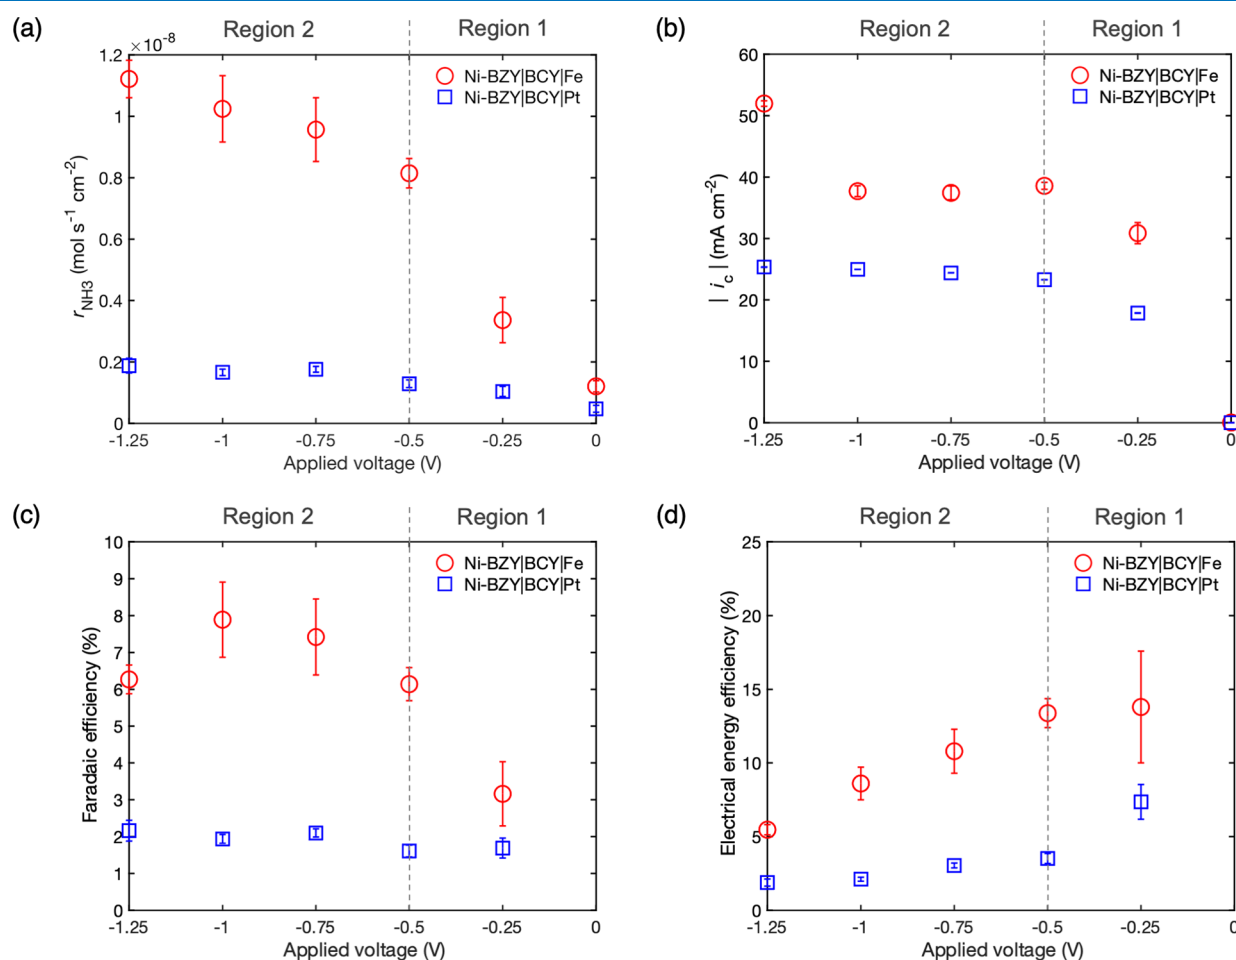 (a)
Region 2 Region 1
×10⁻⁸
1.2
1
0.8
0.6
0.4
0.2
0
r_NH3 (mol s⁻¹ cm⁻²)
Ni-BZY|BCY|Fe
Ni-BZY|BCY|Pt
-1.25 -1 -0.75 -0.5 -0.25 0
Applied voltage (V)
(b)
Region 2 Region 1
60
50
40
30
20
10
0
| i_c | (mA cm⁻²)
Ni-BZY|BCY|Fe
Ni-BZY|BCY|Pt
-1.25 -1 -0.75 -0.5 -0.25 0
Applied voltage (V)
(c)
Region 2 Region 1
10
9
8
7
6
5
4
3
2
1
0
Faradaic efficiency (%)
Ni-BZY|BCY|Fe
Ni-BZY|BCY|Pt
-1.25 -1 -0.75 -0.5 -0.25 0
Applied voltage (V)
(d)
Region 2 Region 1
25
20
15
10
5
0
Electrical energy efficiency (%)
Ni-BZY|BCY|Fe
Ni-BZY|BCY|Pt
-1.25 -1 -0.75 -0.5 -0.25 0
Applied voltage (V)